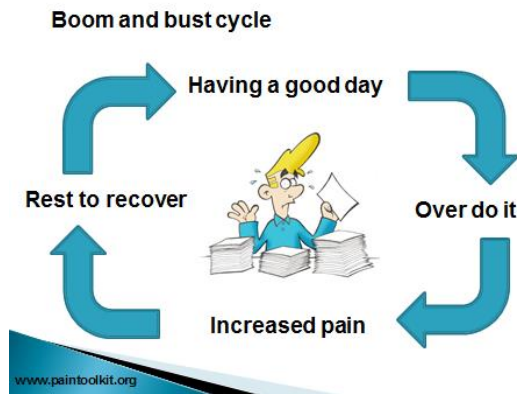 Boom and bust cycle
Having a good day
Rest to recover
Over do it
Increased pain
www.paintoolkit.org